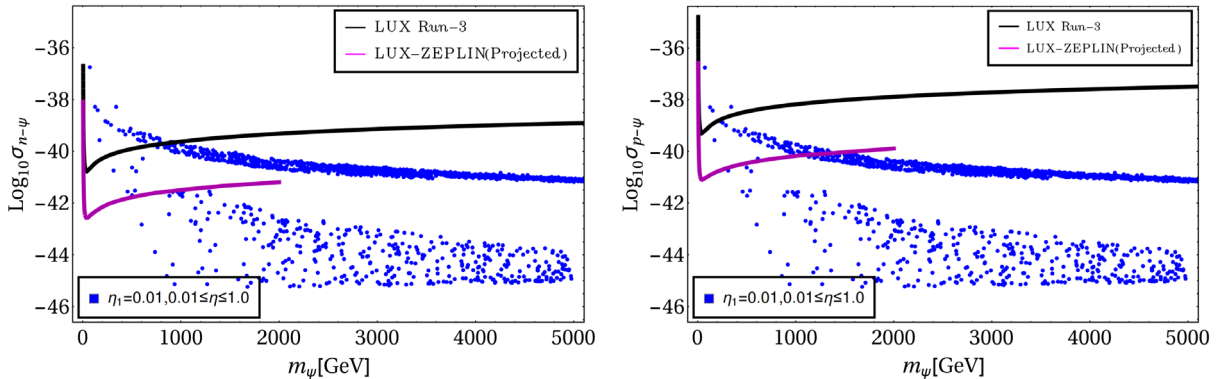 LUX Run−3
LUX−ZEPLIN(Projected)
−36
−38
−40
−42
−44
−46
Log₁₀σₙ₋ψ
η₁=0.01,0.01≤η≤1.0
0 1000 2000 3000 4000 5000
mψ[GeV]
LUX Run−3
LUX−ZEPLIN(Projected)
−36
−38
−40
−42
−44
−46
Log₁₀σₚ₋ψ
η₁=0.01,0.01≤η≤1.0
0 1000 2000 3000 4000 5000
mψ[GeV]